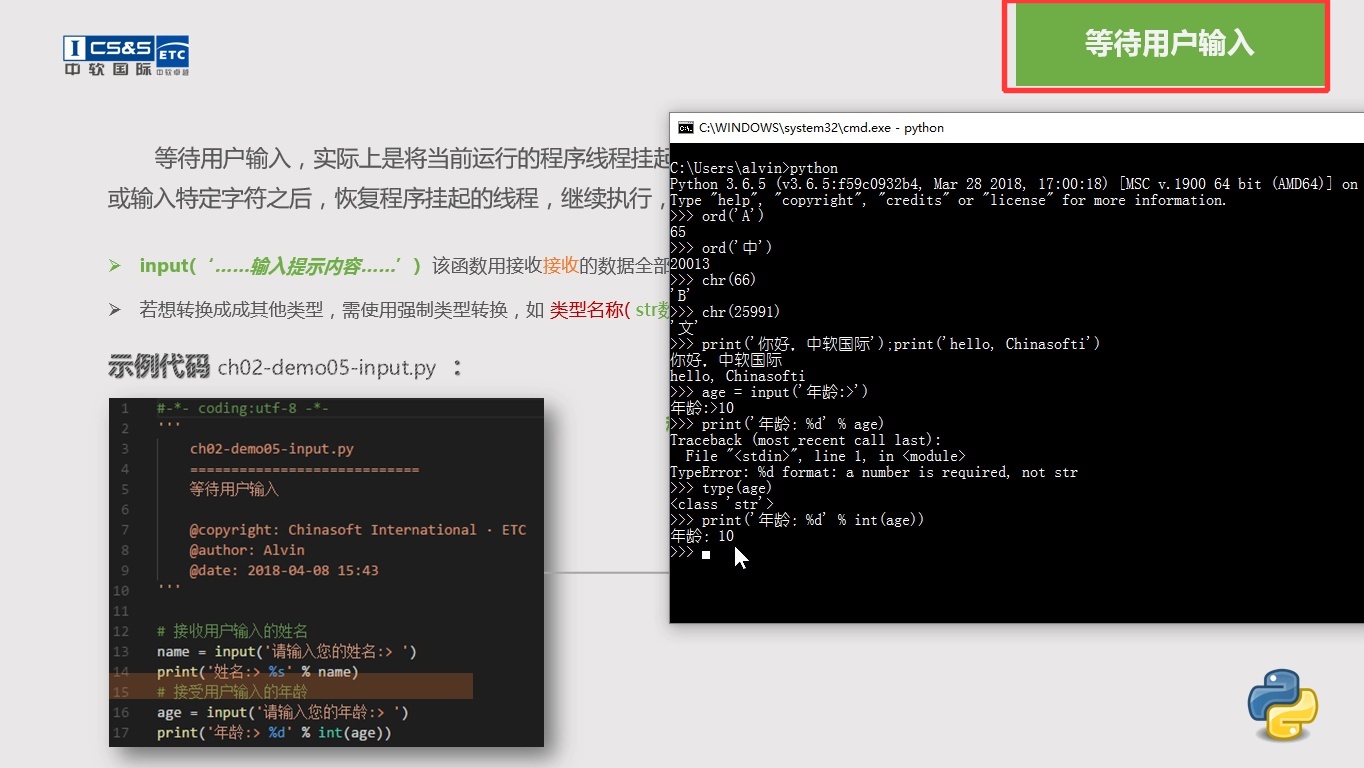 CS&S ETC
中软国际 中软卓越
等待用户输入
等待用户输入，实际上是将当前运行的程序线程挂起
或输入特定字符之后，恢复程序挂起的线程，继续执行，
➢ input(‘……输入提示内容……’) 该函数用接收接收的数据全部
➢ 若想转换成成其他类型，需使用强制类型转换，如 类型名称( str数
示例代码 ch02-demo05-input.py ：
1 #-*- coding:utf-8 -*-
2 '''
3 ch02-demo05-input.py
4 ============================
5 等待用户输入
6
7 @copyright: Chinasoft International · ETC
8 @author: Alvin
9 @date: 2018-04-08 15:43
10 '''
11
12 # 接收用户输入的姓名
13 name = input('请输入您的姓名:> ')
14 print('姓名:> %s' % name)
15 # 接受用户输入的年龄
16 age = input('请输入您的年龄:> ')
17 print('年龄:> %d' % int(age))
C:\WINDOWS\system32\cmd.exe - python
C:\Users\alvin>python
Python 3.6.5 (v3.6.5:f59c0932b4, Mar 28 2018, 17:00:18) [MSC v.1900 64 bit (AMD64)] on
Type "help", "copyright", "credits" or "license" for more information.
>>> ord('A')
65
>>> ord('中')
20013
>>> chr(66)
'B'
>>> chr(25991)
'文'
>>> print('你好，中软国际');print('hello, Chinasofti')
你好，中软国际
hello, Chinasofti
>>> age = input('年龄:>')
年龄:>10
>>> print('年龄: %d' % age)
Traceback (most recent call last):
File "<stdin>", line 1, in <module>
TypeError: %d format: a number is required, not str
>>> type(age)
<class 'str'>
>>> print('年龄: %d' % int(age))
年龄: 10
>>>